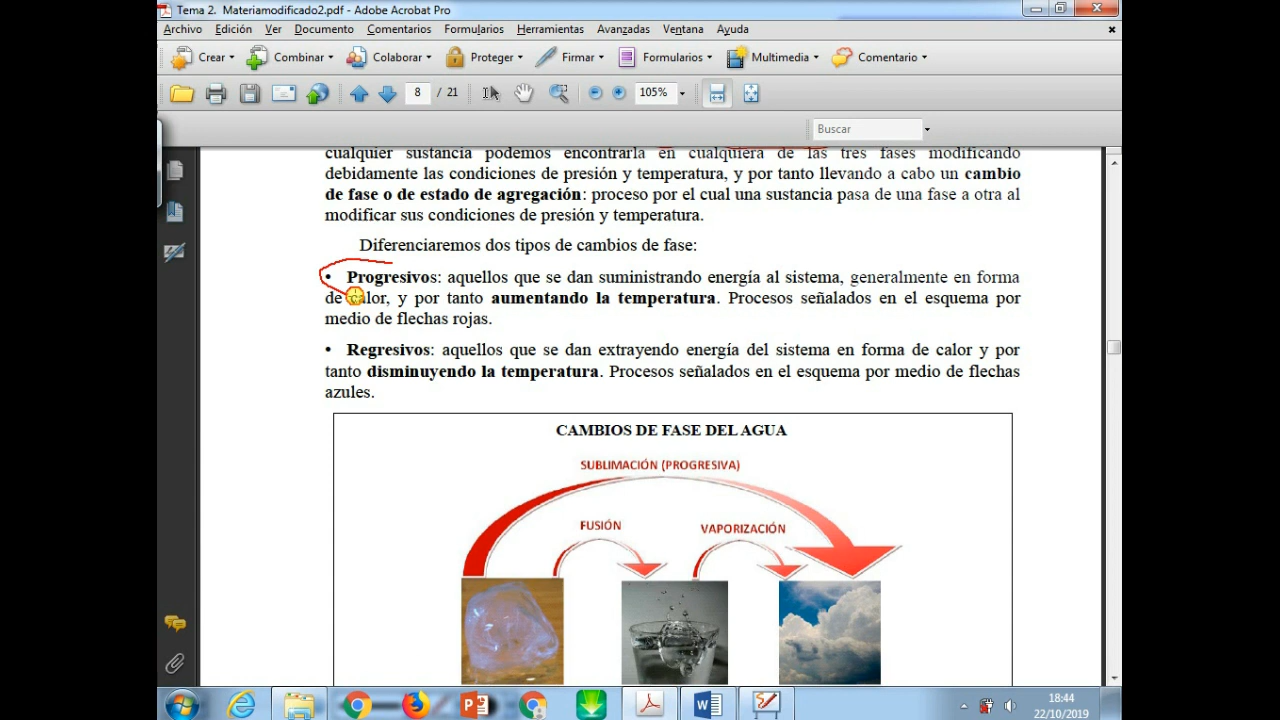 Tema 2. Materiamodificado2.pdf - Adobe Acrobat Pro
Archivo Edición Ver Documento Comentarios Formularios Herramientas Avanzadas Ventana Ayuda
Crear Combinar Colaborar Proteger Firmar Formularios Multimedia Comentario
8 / 21 105%
Buscar
cualquier sustancia podemos encontrarla en cualquiera de las tres fases modificando
debidamente las condiciones de presión y temperatura, y por tanto llevando a cabo un cambio
de fase o de estado de agregación: proceso por el cual una sustancia pasa de una fase a otra al
modificar sus condiciones de presión y temperatura.
Diferenciaremos dos tipos de cambios de fase:
• Progresivos: aquellos que se dan suministrando energía al sistema, generalmente en forma
de calor, y por tanto aumentando la temperatura. Procesos señalados en el esquema por
medio de flechas rojas.
• Regresivos: aquellos que se dan extrayendo energía del sistema en forma de calor y por
tanto disminuyendo la temperatura. Procesos señalados en el esquema por medio de flechas
azules.
CAMBIOS DE FASE DEL AGUA
SUBLIMACIÓN (PROGRESIVA)
FUSIÓN
VAPORIZACIÓN
18:44
22/10/2019